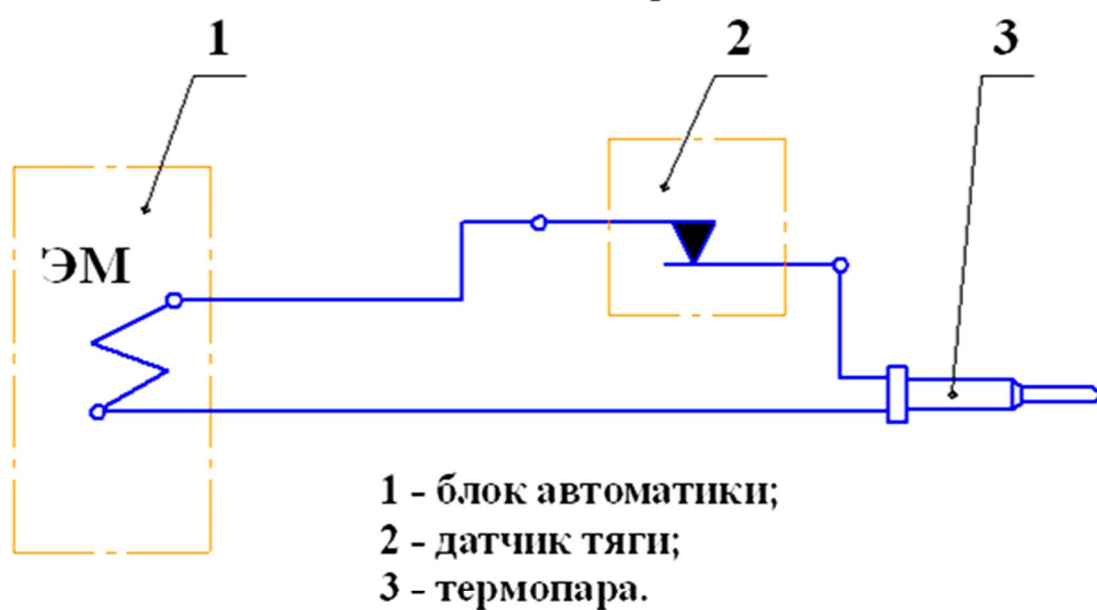 1
2
3
ЭМ
1 - блок автоматики;
2 - датчик тяги;
3 - термопара.